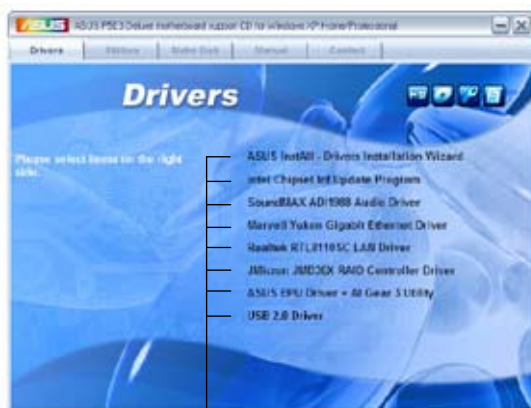 ASUS
ASUS P5E3 Deluxe motherboard support CD for Windows XP Home/Professional
Drivers Utilities Make Disk Manual Contact
Drivers
Please select items on the right
side.
ASUS InstAll - Drivers Installation Wizard
Intel Chipset Inf Update Program
SoundMAX ADI1988 Audio Driver
Marvell Yukon Gigabit Ethernet Driver
Realtek RTL8110SC LAN Driver
JMicron JMB36X RAID Controller Driver
ASUS EPU Driver + AI Gear 3 Utility
USB 2.0 Driver